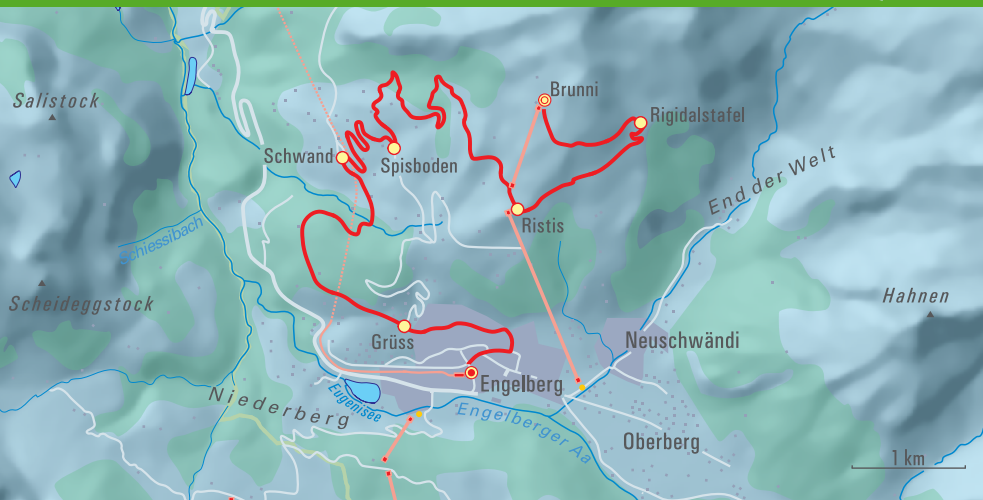 Brunni
Salistock
Rigidalstafel
Schwand
Spisboden
End der Welt
Ristis
Schiessibach
Scheideggstock
Hahnen
Grüss
Neuschwändi
Engelberg
Eugenisee
Niederberg
Engelberger Aa
Oberberg
1 km